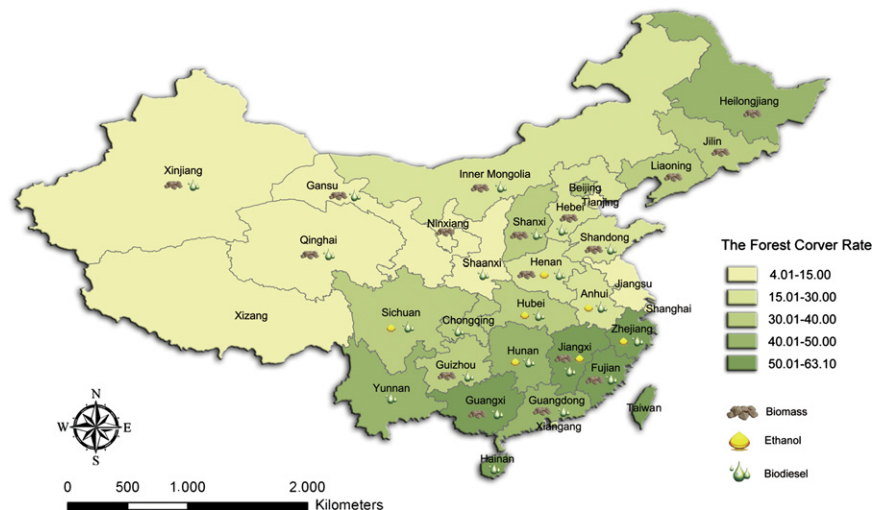 Heilongjiang
Jilin
Liaoning
Xinjiang
Gansu
Inner Mongolia
Beijing
Tianjing
Hebei
Ninxiang
Shanxi
Shandong
Qinghai
Shaanxi
Henan
Jiangsu
Anhui
Shanghai
Xizang
Sichuan
Chongqing
Hubei
Zhejiang
Hunan
Jiangxi
Guizhou
Fujian
Yunnan
Guangxi
Guangdong
Xiangang
Taiwan
Hainan
The Forest Corver Rate
4.01-15.00
15.01-30.00
30.01-40.00
40.01-50.00
50.01-63.10
Biomass
Ethanol
Biodiesel
N
W E
S
0 500 1.000 2.000
Kilometers